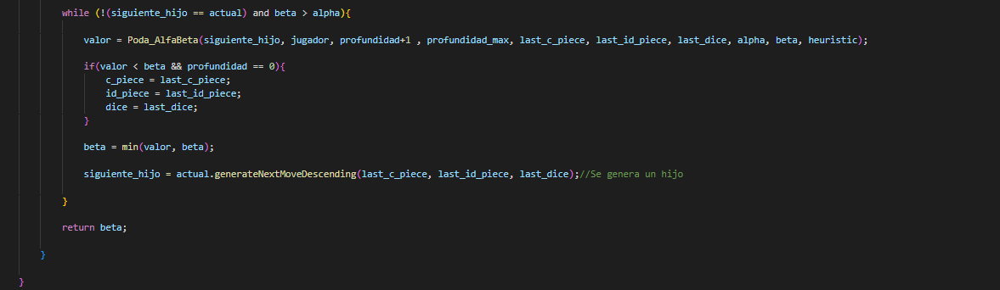 while (!(siguiente_hijo == actual) and beta > alpha){
valor = Poda_AlfaBeta(siguiente_hijo, jugador, profundidad+1 , profundidad_max, last_c_piece, last_id_piece, last_dice, alpha, beta, heuristic);
if(valor < beta && profundidad == 0){
c_piece = last_c_piece;
id_piece = last_id_piece;
dice = last_dice;
}
beta = min(valor, beta);
siguiente_hijo = actual.generateNextMoveDescending(last_c_piece, last_id_piece, last_dice);//Se genera un hijo
}
return beta;
}
}